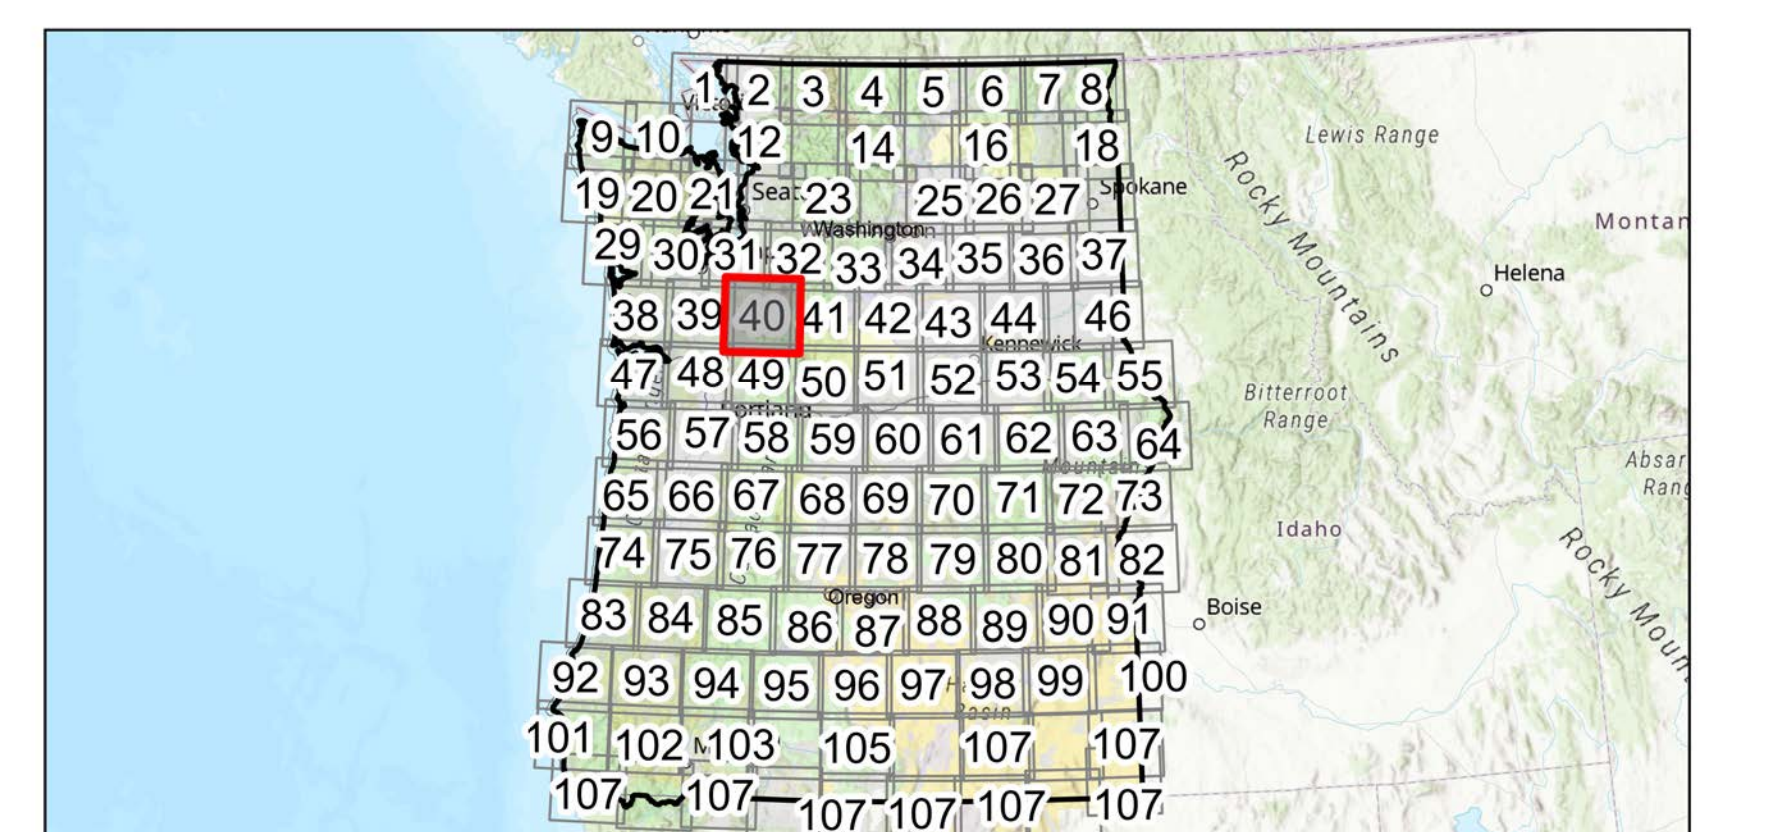 1 2 3 4 5 6 7 8
Lewis Range
9 10 12 14 16 18
19 20 21 Seat 23 25 26 27 Spokane
Rocky Mountains
Montan
Washington
29 30 31 32 33 34 35 36 37
Helena
38 39 40 41 42 43 44 46
Kennewick
47 48 49 50 51 52 53 54 55
Bitterroot
Range
Portland
56 57 58 59 60 61 62 63 64
Absar
Rang
Mountain
65 66 67 68 69 70 71 72 73
Idaho
74 75 76 77 78 79 80 81 82
Rocky Moun
Oregon
Boise
83 84 85 86 87 88 89 90 91
92 93 94 95 96 97 98 99 100
Basin
101 102 M 103 105 107 107
107 107 107 107 107 107